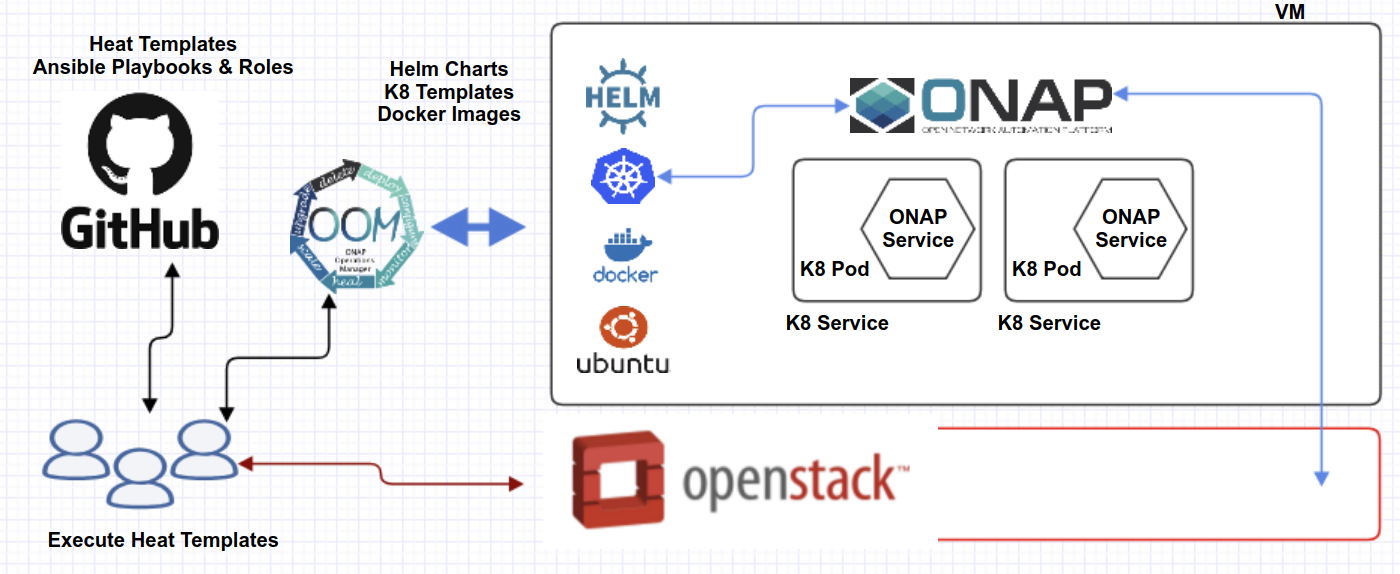 VM
Heat Templates
Ansible Playbooks & Roles
GitHub
Helm Charts
K8 Templates
Docker Images
delete
deploy
configure
monitor
heal
scale
upgrade
OOM
ONAP
Operations
Manager
HELM
docker
ubuntu
ONAP
OPEN NETWORK AUTOMATION PLATFORM
ONAP
Service
K8 Pod
K8 Service
ONAP
Service
K8 Pod
K8 Service
openstack™
Execute Heat Templates